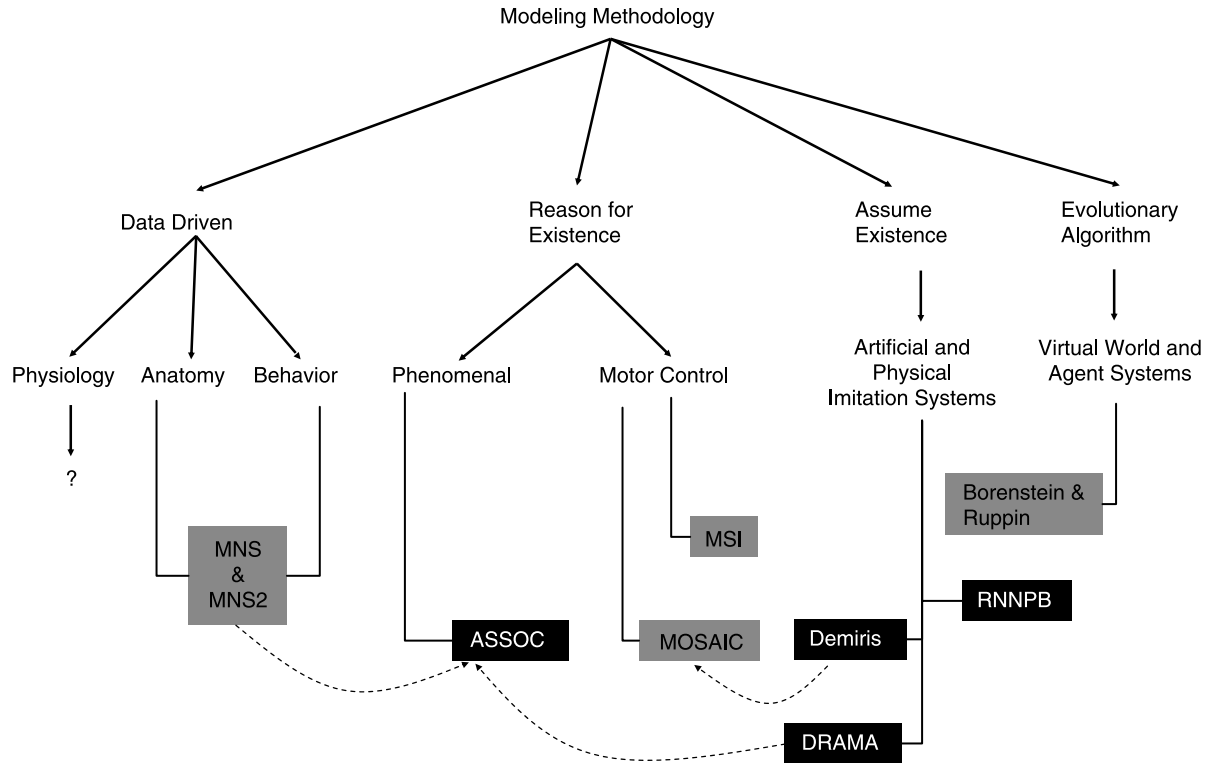 Modeling Methodology
Data Driven
Reason for
Existence
Assume
Existence
Evolutionary
Algorithm
Physiology
Anatomy
Behavior
Phenomenal
Motor Control
Artificial and
Physical
Imitation Systems
Virtual World and
Agent Systems
?
MNS
&
MNS2
ASSOC
MSI
MOSAIC
Borenstein &
Ruppin
RNNPB
Demiris
DRAMA